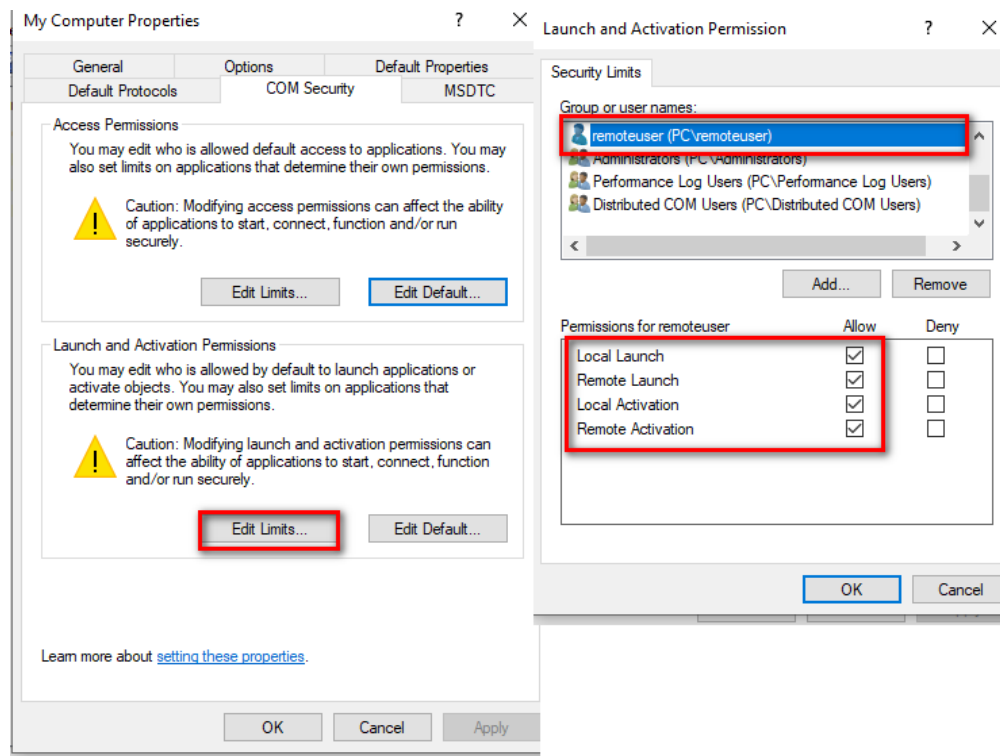 My Computer Properties
?
General
Options
Default Properties
Default Protocols
COM Security
MSDTC
Access Permissions
You may edit who is allowed default access to applications. You may
also set limits on applications that determine their own permissions.
Caution: Modifying access permissions can affect the ability
of applications to start, connect, function and/or run
securely.
Edit Limits...
Edit Default...
Launch and Activation Permissions
You may edit who is allowed by default to launch applications or
activate objects. You may also set limits on applications that
determine their own permissions.
Caution: Modifying launch and activation permissions can
affect the ability of applications to start, connect, function
and/or run securely.
Edit Limits...
Edit Default...
Learn more about setting these properties.
OK
Cancel
Apply
Launch and Activation Permission
?
Security Limits
Group or user names:
remoteuser (PC\remoteuser)
Administrators (PC\Administrators)
Performance Log Users (PC\Performance Log Users)
Distributed COM Users (PC\Distributed COM Users)
Add...
Remove
Permissions for remoteuser
Allow
Deny
Local Launch
Remote Launch
Local Activation
Remote Activation
OK
Cancel